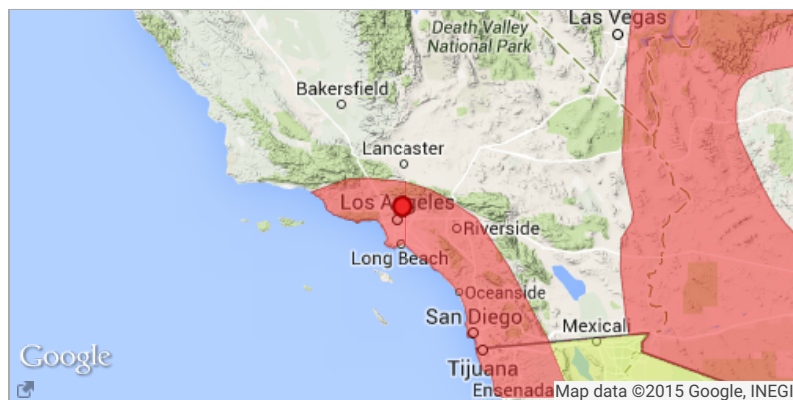 Las Vegas
Death Valley
National Park
Bakersfield
Lancaster
Los Angeles
Riverside
Long Beach
Oceanside
San Diego
Mexicali
Tijuana
Ensenada
Google
Map data ©2015 Google, INEGI